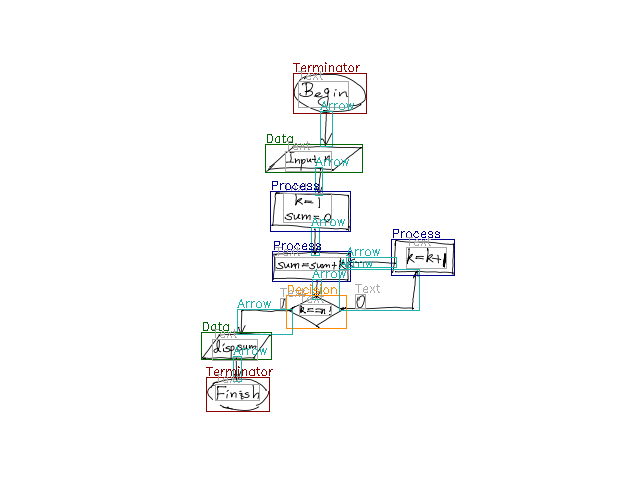 Terminator
Text
Begin
Arrow
Data
Text
Input n
Arrow
Process
k=1
sum=0
Arrow
Process
Process
Text
Arrow
k=k+1
sum=sum+k
Arrow
Arrow
Decision
Text
Text
Text
0
k==n!
Arrow
Data
Text
disp sum
Arrow
Terminator
Text
Finish